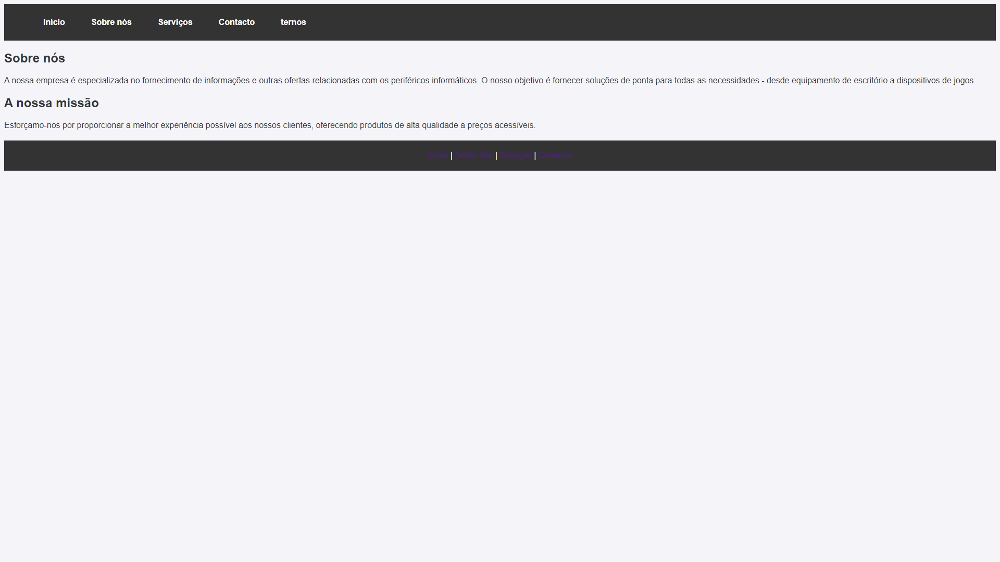 Início Sobre nós Serviços Contacto ternos
Sobre nós
A nossa empresa é especializada no fornecimento de informações e outras ofertas relacionadas com os periféricos informáticos. O nosso objetivo é fornecer soluções de ponta para todas as necessidades - desde equipamento de escritório a dispositivos de jogos.
A nossa missão
Esforçamo-nos por proporcionar a melhor experiência possível aos nossos clientes, oferecendo produtos de alta qualidade a preços acessíveis.
Início | Sobre nós | Serviços | Contacto